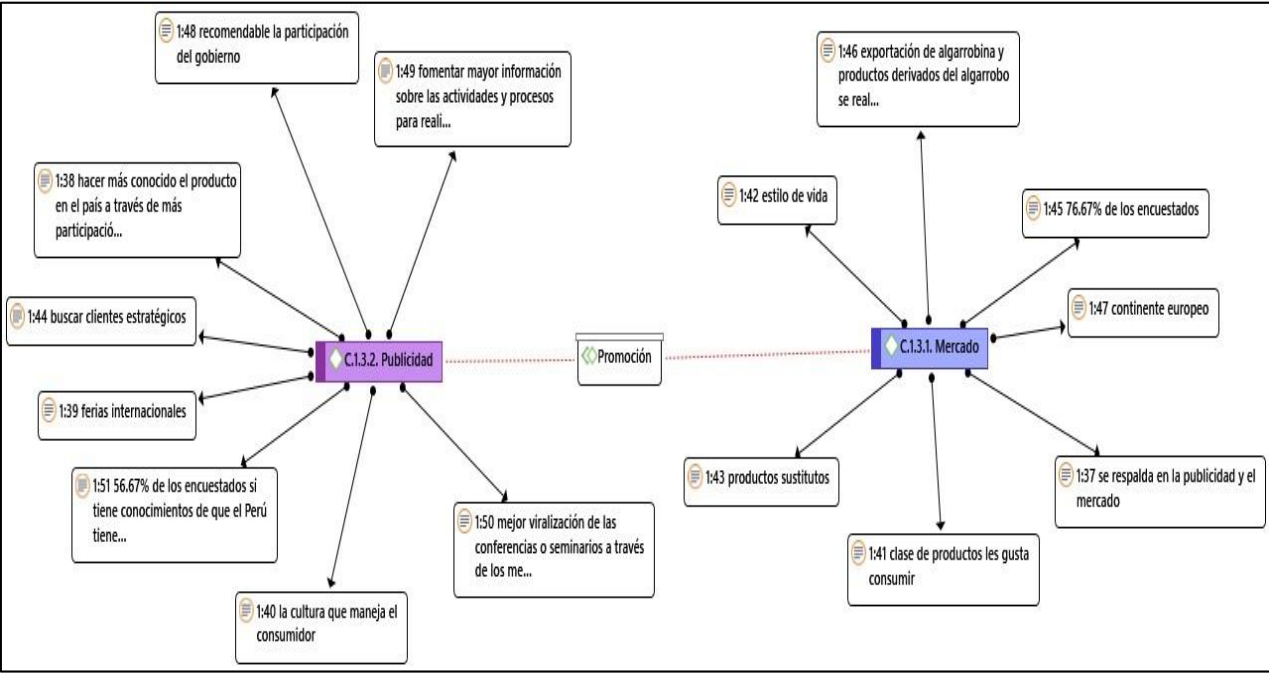 1:48 recomendable la participación
del gobierno
1:49 fomentar mayor información
sobre las actividades y procesos
para reali...
1:46 exportación de algarrobina y
productos derivados del algarrobo
se real...
1:38 hacer más conocido el producto
en el país a través de más
participació...
1:42 estilo de vida
1:45 76.67% de los encuestados
1:44 buscar clientes estratégicos
1:47 continente europeo
C.1.3.2. Publicidad
Promoción
C.1.3.1. Mercado
1:39 ferias internacionales
1:51 56.67% de los encuestados si
tiene conocimientos de que el Perú
tiene...
1:50 mejor viralización de las
conferencias o seminarios a través
de los me...
1:40 la cultura que maneja el
consumidor
1:43 productos sustitutos
1:37 se respalda en la publicidad y el
mercado
1:41 clase de productos les gusta
consumir